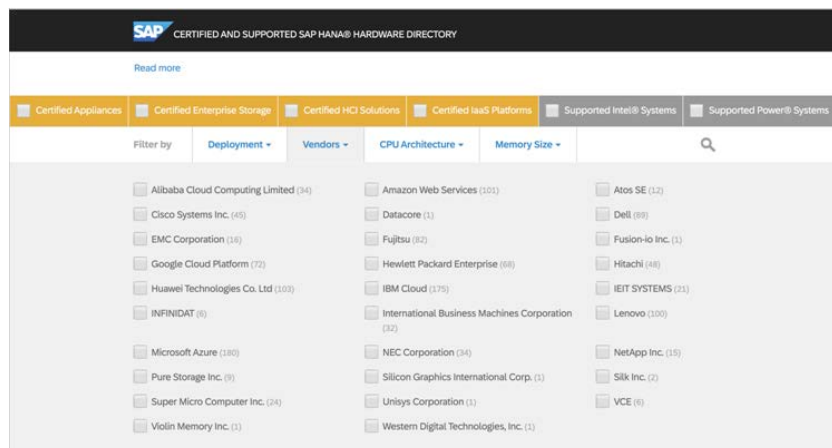 SAP CERTIFIED AND SUPPORTED SAP HANA® HARDWARE DIRECTORY
Read more
Certified Appliances Certified Enterprise Storage Certified HCI Solutions Certified IaaS Platforms Supported Intel® Systems Supported Power® Systems
Filter by Deployment Vendors CPU Architecture Memory Size
Alibaba Cloud Computing Limited (34) Amazon Web Services (101) Atos SE (12)
Cisco Systems Inc. (45) Datacore (1) Dell (69)
EMC Corporation (16) Fujitsu (82) Fusion-io Inc. (1)
Google Cloud Platform (72) Hewlett Packard Enterprise (68) Hitachi (48)
Huawei Technologies Co. Ltd (103) IBM Cloud (175) IEIT SYSTEMS (21)
INFINIDAT (6) International Business Machines Corporation Lenovo (100)
(32)
Microsoft Azure (180) NEC Corporation (34) NetApp Inc. (15)
Pure Storage Inc. (9) Silicon Graphics International Corp. (1) Silk Inc. (2)
Super Micro Computer Inc. (24) Unisys Corporation (1) VCE (6)
Violin Memory Inc. (1) Western Digital Technologies, Inc. (1)